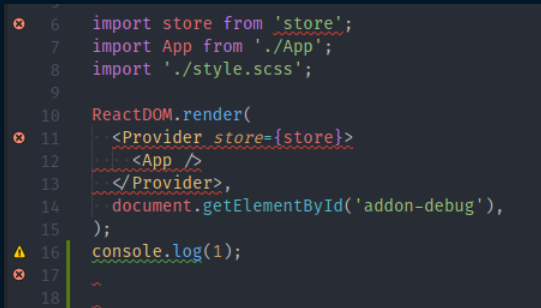 6 import store from 'store';
7 import App from './App';
8 import './style.scss';
9
10 ReactDOM.render(
11 <Provider store={store}>
12 <App />
13 </Provider>,
14 document.getElementById('addon-debug'),
15 );
16 console.log(1);
17
18